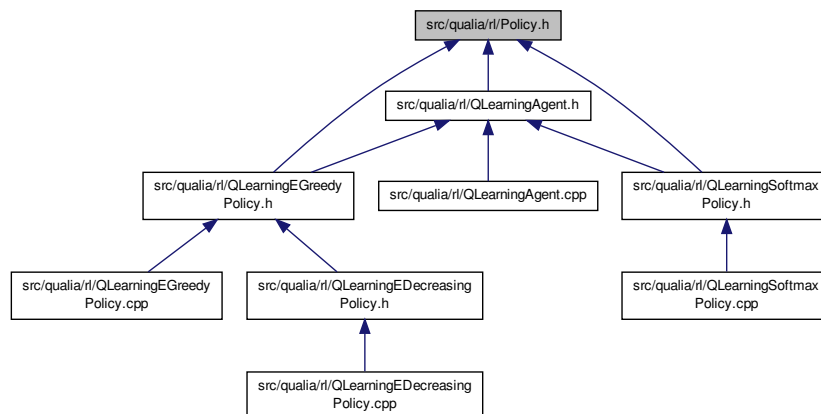 src/qualia/rl/Policy.h
src/qualia/rl/QLearningAgent.h
src/qualia/rl/QLearningEGreedy
Policy.h
src/qualia/rl/QLearningAgent.cpp
src/qualia/rl/QLearningSoftmax
Policy.h
src/qualia/rl/QLearningEGreedy
Policy.cpp
src/qualia/rl/QLearningEDecreasing
Policy.h
src/qualia/rl/QLearningSoftmax
Policy.cpp
src/qualia/rl/QLearningEDecreasing
Policy.cpp